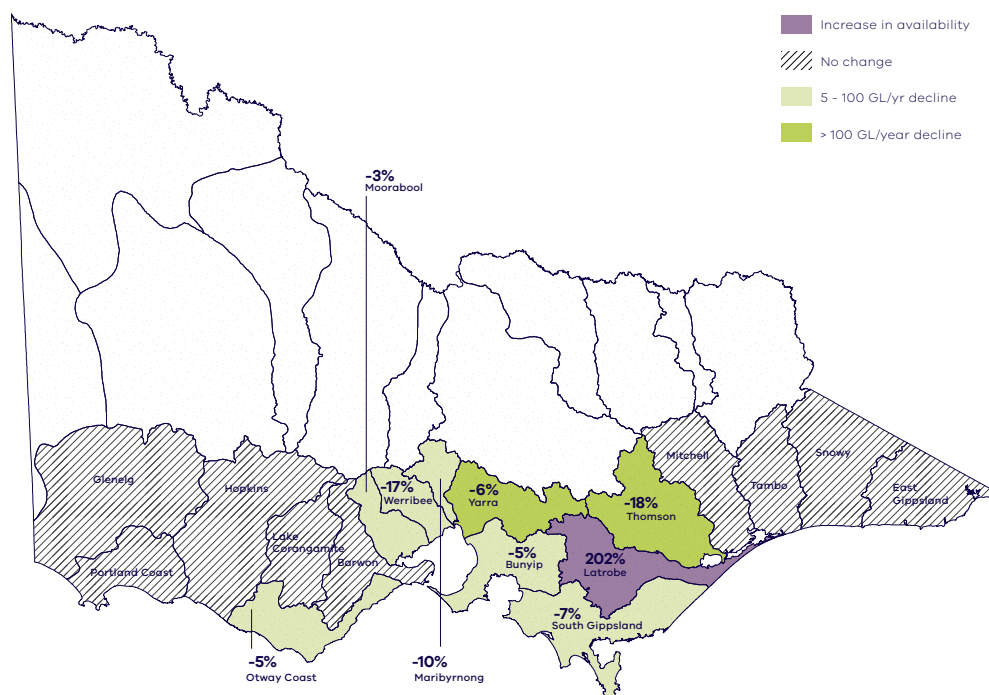 Increase in availability
No change
5 - 100 GL/yr decline
> 100 GL/year decline
-3%
Moorabool
Glenelg
Hopkins
-17%
Werribee
-6%
Yarra
-18%
Thomson
Mitchell
Tambo
Snowy
East
Gippsland
Lake
Corangamite
Portland Coast
Barwon
-5%
Bunyip
202%
Latrobe
-7%
South Gippsland
-5%
Otway Coast
-10%
Maribyrnong